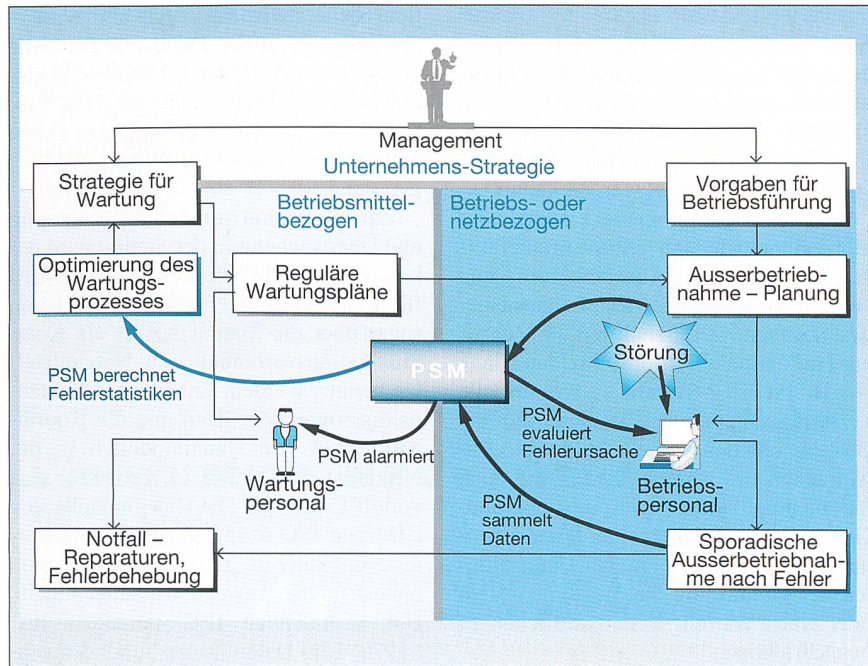 Management
Unternehmens-Strategie
Strategie für
Wartung
Betriebsmittel-
bezogen
Betriebs- oder
netzbezogen
Vorgaben für
Betriebsführung
Optimierung des
Wartungs-
prozesses
Reguläre
Wartungspläne
Ausserbetrieb-
nahme – Planung
Störung
PSM
PSM berechnet
Fehlerstatistiken
PSM
evaluiert
Fehlerursache
PSM alarmiert
Wartungs-
personal
Betriebs-
personal
PSM
sammelt
Daten
Notfall –
Reparaturen,
Fehlerbehebung
Sporadische
Ausserbetriebnah-
me nach Fehler